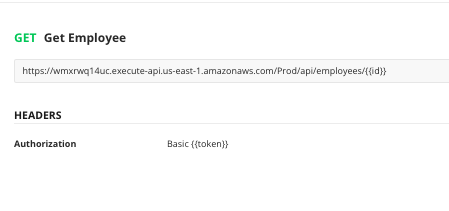 GET Get Employee
https://wmxrwq14uc.execute-api.us-east-1.amazonaws.com/Prod/api/employees/{{id}}
HEADERS
Authorization Basic {{token}}